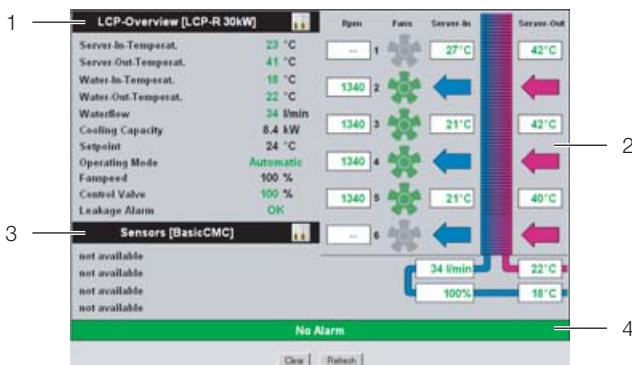 1
LCP-Overview [LCP-R 30kW]
Server-In-Temperat. 23 °C
Server-Out-Temperat. 41 °C
Water-In-Temperat. 18 °C
Water-Out-Temperat. 22 °C
Waterflow 34 l/min
Cooling Capacity 8.4 kW
Setpoint 24 °C
Operating Mode Automatic
Fanspeed 100 %
Control Valve 100 %
Leakage Alarm OK
3
Sensors [BasicCMC]
not available
not available
not available
not available
Rpm Fans Server-In Server-Out
-- 1 27°C 42°C
1340 2
1340 3 21°C 42°C
2
1340 4
1340 5 21°C 40°C
-- 6
34 l/min 22°C
100% 18°C
No Alarm
4
Clear Refresh